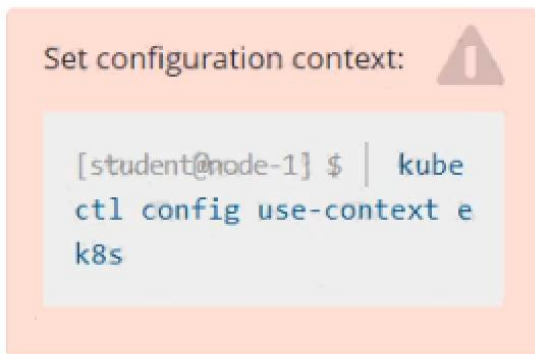 Set configuration context:
[student@node-1] $ | kube
ctl config use-context e
k8s